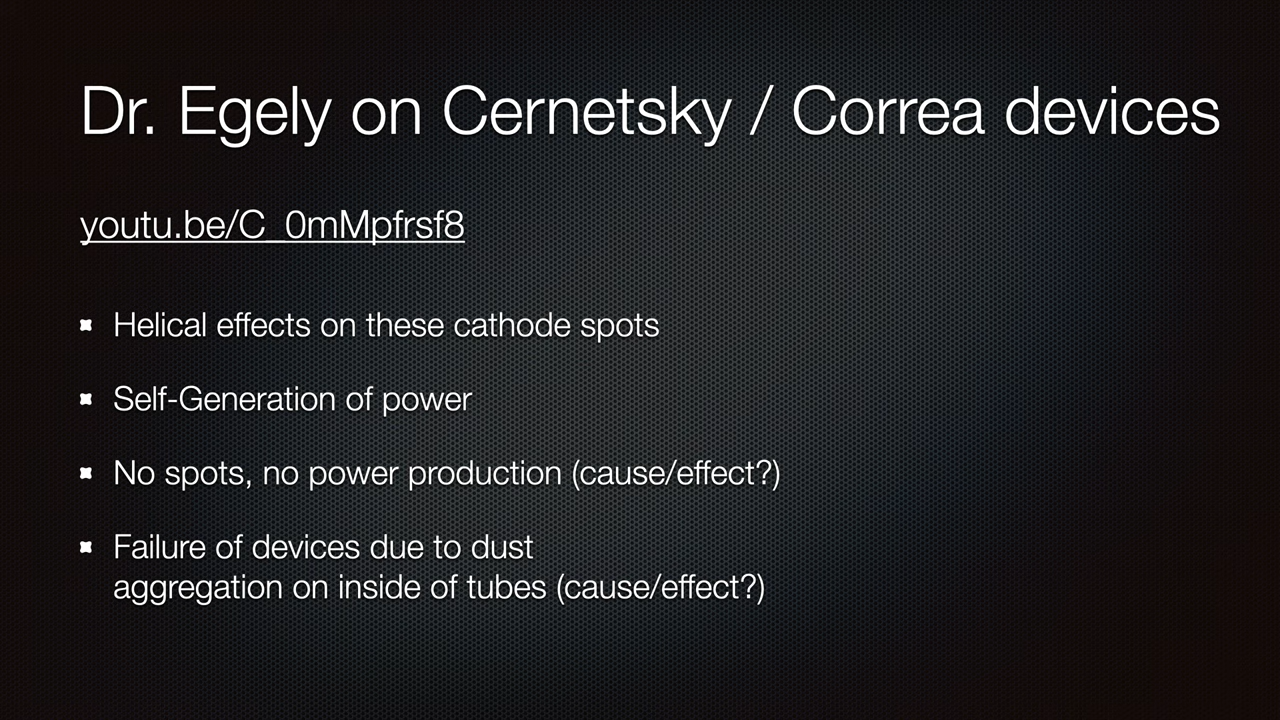 Dr. Egely on Cernetsky / Correa devices
youtu.be/C_0mMpfrsf8
Helical effects on these cathode spots
Self-Generation of power
No spots, no power production (cause/effect?)
Failure of devices due to dust
aggregation on inside of tubes (cause/effect?)